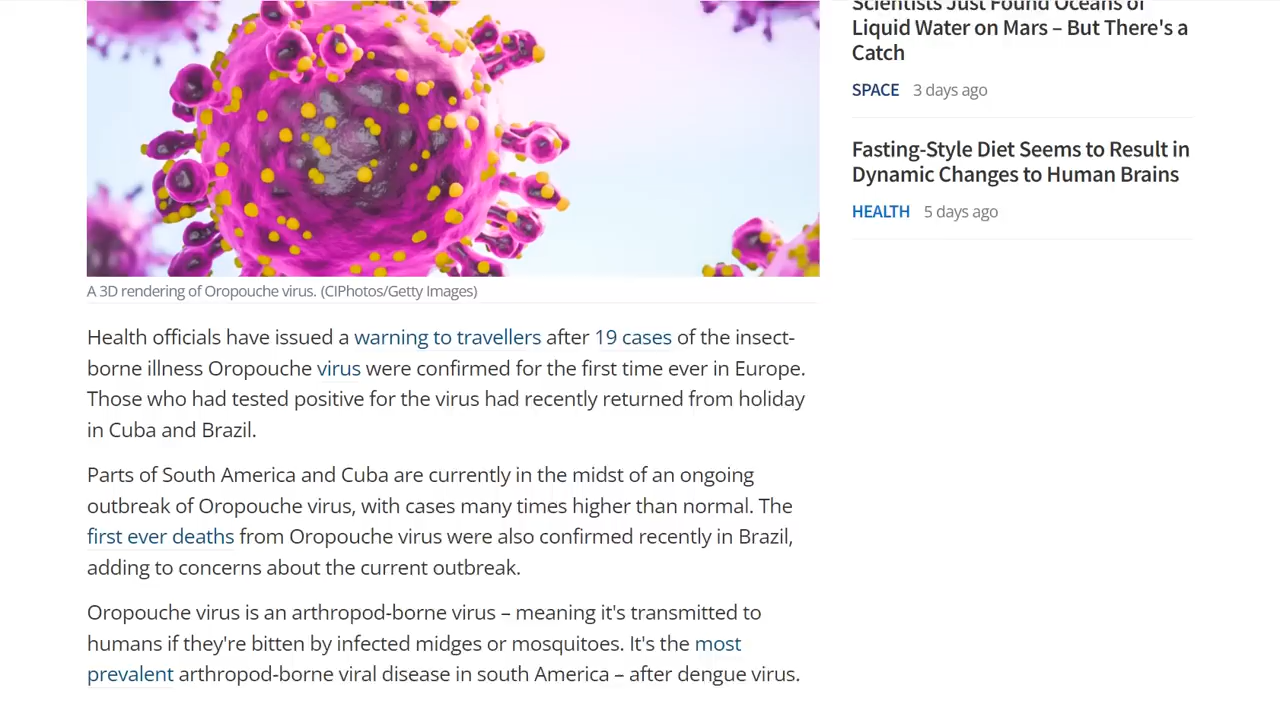 Scientists Just Found Oceans of
Liquid Water on Mars – But There's a
Catch
SPACE 3 days ago
Fasting-Style Diet Seems to Result in
Dynamic Changes to Human Brains
HEALTH 5 days ago
A 3D rendering of Oropouche virus. (CIPhotos/Getty Images)
Health officials have issued a warning to travellers after 19 cases of the insect-
borne illness Oropouche virus were confirmed for the first time ever in Europe.
Those who had tested positive for the virus had recently returned from holiday
in Cuba and Brazil.
Parts of South America and Cuba are currently in the midst of an ongoing
outbreak of Oropouche virus, with cases many times higher than normal. The
first ever deaths from Oropouche virus were also confirmed recently in Brazil,
adding to concerns about the current outbreak.
Oropouche virus is an arthropod-borne virus – meaning it's transmitted to
humans if they're bitten by infected midges or mosquitoes. It's the most
prevalent arthropod-borne viral disease in south America – after dengue virus.